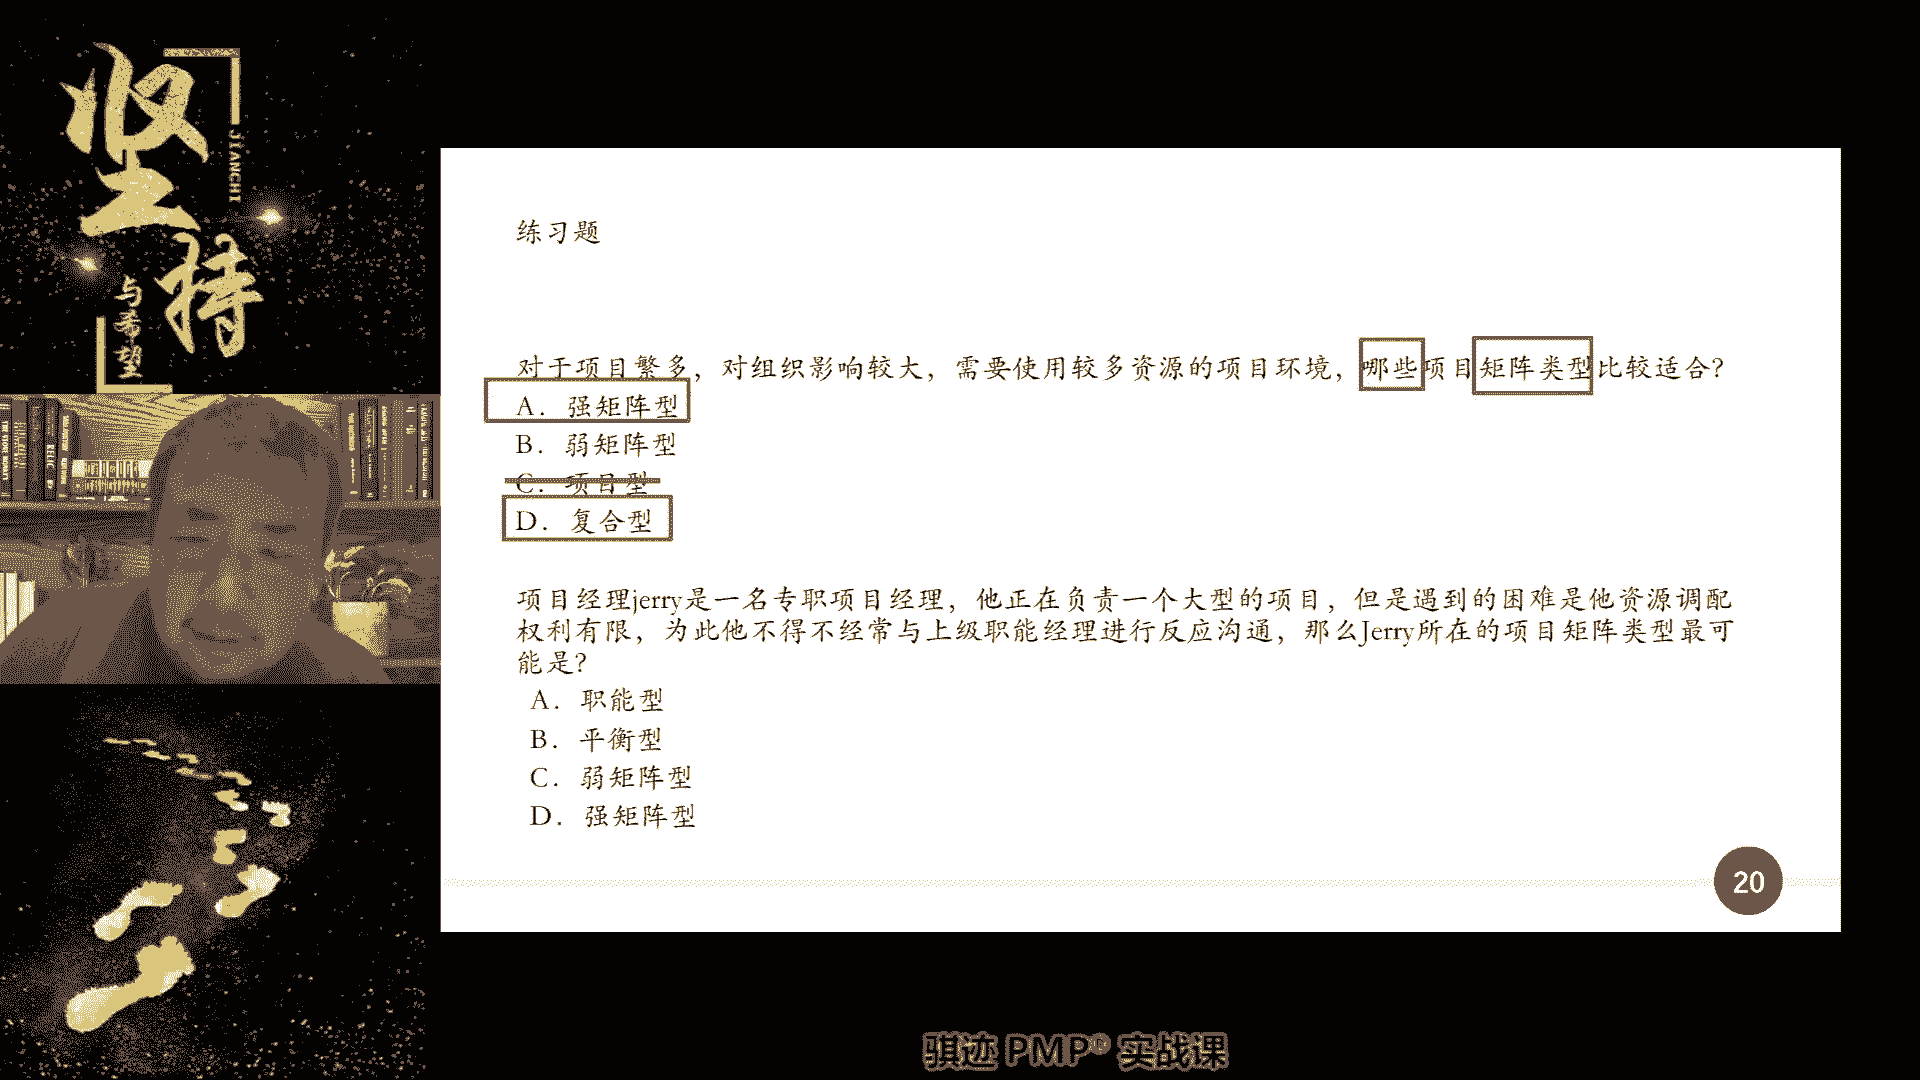 坚持
JIANCHI
与希望
RELIC
练习题
对于项目繁多，对组织影响较大，需要使用较多资源的项目环境，哪些项目矩阵类型比较适合？
A. 强矩阵型
B. 弱矩阵型
C. 项目型
D. 复合型
项目经理jerry是一名专职项目经理，他正在负责一个大型的项目，但是遇到的困难是他资源调配
权利有限，为此他不得不经常与上级职能经理进行反应沟通，那么Jerry所在的项目矩阵类型最可
能是？
A. 职能型
B. 平衡型
C. 弱矩阵型
D. 强矩阵型
20
骐迹 PMP® 实战课